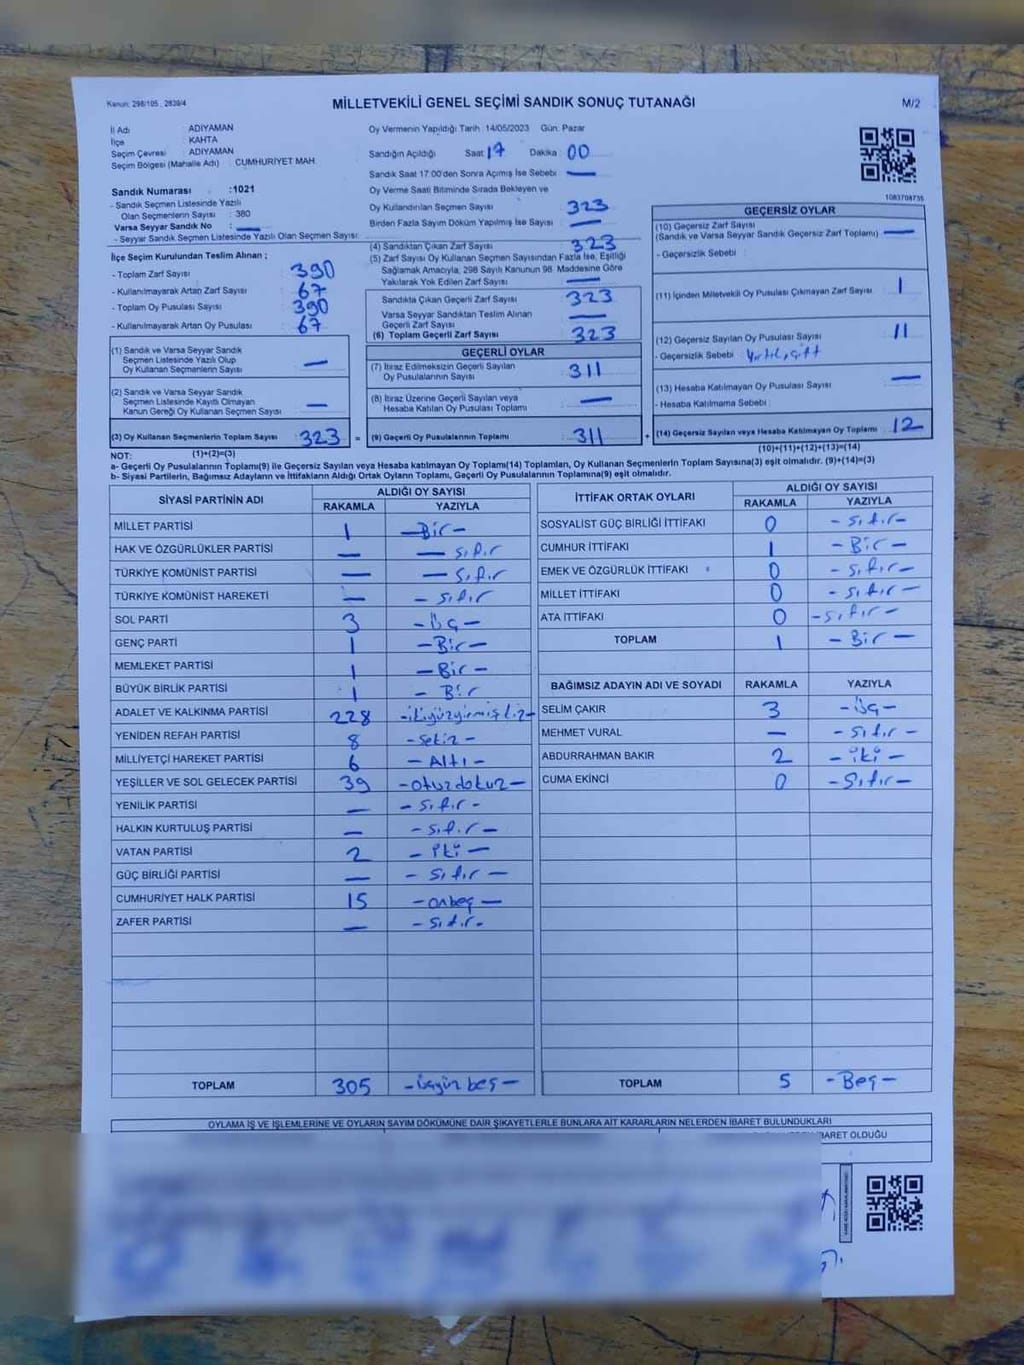 Kanun: 298/105 , 2839/4
MİLLETVEKİLİ GENEL SEÇİMİ SANDIK SONUÇ TUTANAĞI
M/2
İl Adı ADIYAMAN
İlçe KAHTA
Seçim Çevresi ADIYAMAN
Seçim Bölgesi (Mahalle Adı) : CUMHURİYET MAH.
Sandık Numarası :1021
- Sandık Seçmen Listesinde Yazılı
Olan Seçmenlerin Sayısı : 380
Varsa Seyyar Sandık No : —
- Seyyar Sandık Seçmen Listesinde Yazılı Olan Seçmen Sayısı:
Oy Vermenin Yapıldığı Tarih 14/05/2023 Gün: Pazar
Sandığın Açıldığı Saat 17 Dakika 00
Sandık Saat 17.00'den Sonra Açımış İse Sebebi —
Oy Verme Saati Bitiminde Sırada Bekleyen ve
Oy Kullandırılan Seçmen Sayısı 323
Birden Fazla Sayım Döküm Yapılmış İse Sayısı —
1083708735
İlçe Seçim Kurulundan Teslim Alınan ;
- Toplam Zarf Sayısı 390
- Kullanılmayarak Artan Zarf Sayısı 67
- Toplam Oy Pusulası Sayısı 390
- Kullanılmayarak Artan Oy Pusulası 67
(1) Sandık ve Varsa Seyyar Sandık
Seçmen Listesinde Yazılı Olup
Oy Kullanan Seçmenlerin Sayısı —
(2) Sandık ve Varsa Seyyar Sandık
Seçmen Listesinde Kayıtlı Olmayan
Kanun Gereği Oy Kullanan Seçmen Sayısı —
(3) Oy Kullanan Seçmenlerin Toplam Sayısı 323 =
(4) Sandıktan Çıkan Zarf Sayısı 323
(5) Zarf Sayısı Oy Kullanan Seçmen Sayısından Fazla İse, Eşitliği
Sağlamak Amacıyla, 298 Sayılı Kanunun 98. Maddesine Göre
Yakılarak Yok Edilen Zarf Sayısı —
Sandıkta Çıkan Geçerli Zarf Sayısı 323
Varsa Seyyar Sandıktan Teslim Alınan
Geçerli Zarf Sayısı —
(6) Toplam Geçerli Zarf Sayısı 323
GEÇERLİ OYLAR
(7) İtiraz Edilmeksizin Geçerli Sayılan
Oy Pusulalarının Sayısı 311
(8) İtiraz Üzerine Geçerli Sayılan veya
Hesaba Katılan Oy Pusulaları Toplamı —
(9) Geçerli Oy Pusulalarının Toplamı 311 +
GEÇERSİZ OYLAR
(10) Geçersiz Zarf Sayısı
(Sandık ve Varsa Seyyar Sandık Geçersiz Zarf Toplamı) —
- Geçersizlik Sebebi :
(11) İçinden Milletvekil Oy Pusulası Çıkmayan Zarf Sayısı 1
(12) Geçersiz Sayılan Oy Pusulası Sayısı 11
- Geçersizlik Sebebi Yırtık, çift
(13) Hesaba Katılmayan Oy Pusulası Sayısı —
- Hesaba Katılmama Sebebi :
(14) Geçersiz Sayılan veya Hesaba Katılmayan Oy Toplamı 12
NOT: (1)+(2)=(3)
(10)+(11)+(12)+(13)=(14)
a- Geçerli Oy Pusulalarının Toplamı(9) ile Geçersiz Sayılan veya Hesaba katılmayan Oy Toplamı(14) Toplamları, Oy Kullanan Seçmenlerin Toplam Sayısına(3) eşit olmalıdır. (9)+(14)=(3)
b- Siyasi Partilerin, Bağımsız Adayların ve İttifakların Aldığı Ortak Oyların Toplamı, Geçerli Oy Pusulalarının Toplamına(9) eşit olmalıdır.
SİYASİ PARTİNİN ADI ALDIĞI OY SAYISI
RAKAMLA YAZIYLA
MİLLET PARTİSİ 1 -Bir-
HAK VE ÖZGÜRLÜKLER PARTİSİ — — sıfır
TÜRKİYE KOMÜNİST PARTİSİ — — sıfır
TÜRKİYE KOMÜNİST HAREKETİ — - sıfır
SOL PARTİ 3 -Üç-
GENÇ PARTİ 1 -Bir-
MEMLEKET PARTİSİ 1 -Bir-
BÜYÜK BİRLİK PARTİSİ 1 - Bir
ADALET VE KALKINMA PARTİSİ 228 -ikiyüzyirmisekiz-
YENİDEN REFAH PARTİSİ 8 -sekiz-
MİLLİYETÇİ HAREKET PARTİSİ 6 -Altı-
YEŞİLLER VE SOL GELECEK PARTİSİ 39 -otuzdokuz-
YENİLİK PARTİSİ — - sıfır-
HALKIN KURTULUŞ PARTİSİ — -sıfır-
VATAN PARTİSİ 2 - iki -
GÜÇ BİRLİĞİ PARTİSİ — - sıfır -
CUMHURİYET HALK PARTİSİ 15 -onbeş-
ZAFER PARTİSİ — -sıfır-
TOPLAM 305 -üçyüz beş-
İTTİFAK ORTAK OYLARI ALDIĞI OY SAYISI
RAKAMLA YAZIYLA
SOSYALİST GÜÇ BİRLİĞİ İTTİFAKI 0 - sıfır-
CUMHUR İTTİFAKI 1 - Bir -
EMEK VE ÖZGÜRLÜK İTTİFAKI 0 - sıfır-
MİLLET İTTİFAKI 0 - sıfır -
ATA İTTİFAKI 0 -sıfır -
TOPLAM 1 - Bir -
BAĞIMSIZ ADAYIN ADI VE SOYADI RAKAMLA YAZIYLA
SELİM ÇAKIR 3 -Üç-
MEHMET VURAL — - sıfır -
ABDURRAHMAN BAKIR 2 - iki -
CUMA EKİNCİ 0 -Sıfır-
TOPLAM 5 -Beş-
OYLAMA İŞ VE İŞLEMLERİNE VE OYLARIN SAYIM DÖKÜMÜNE DAİR ŞİKAYETLERLE BUNLARA AİT KARARLARIN NELERDEN İBARET BULUNDUKLARI
İBARET OLDUĞU